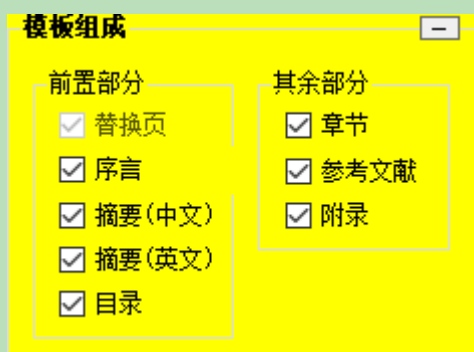 模板组成
前置部分
替换页
序言
摘要(中文)
摘要(英文)
目录
其余部分
章节
参考文献
附录